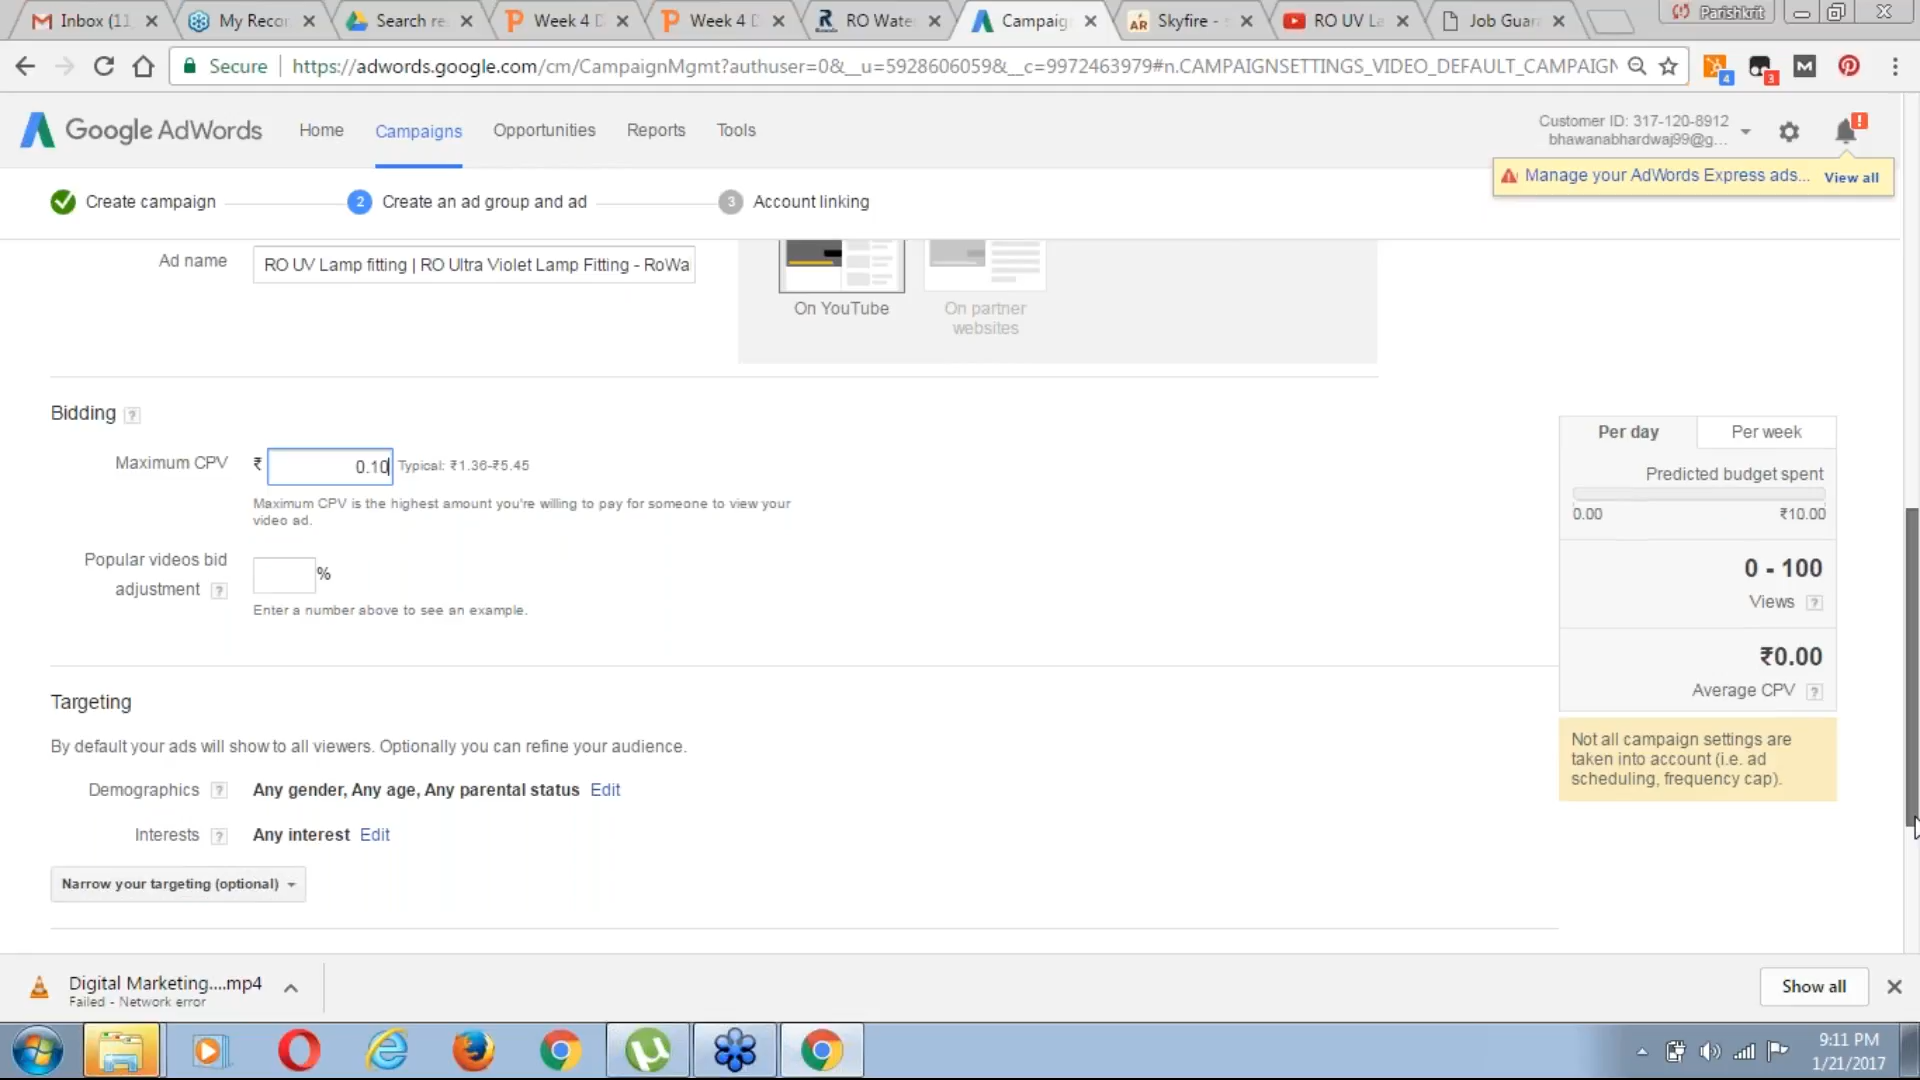 Inbox (11
My Recor
Search re
Week 4 D
Week 4 D
RO Wate
Campaig
Skyfire -
RO UV La
Job Guar
Parishkrit
Secure
https://adwords.google.com/cm/CampaignMgmt?authuser=0&__u=5928606059&__c=9972463979#n.CAMPAIGNSETTINGS_VIDEO_DEFAULT_CAMPAIGN
4
3
Google AdWords
Home
Campaigns
Opportunities
Reports
Tools
Customer ID: 317-120-8912
bhawanabhardwaj99@g...
Manage your AdWords Express ads...
View all
Create campaign
2
Create an ad group and ad
3
Account linking
Ad name
RO UV Lamp fitting | RO Ultra Violet Lamp Fitting - RoWa
On YouTube
On partner
websites
Bidding ?
Maximum CPV
₹
0.10
Typical: ₹1.36-₹5.45
Maximum CPV is the highest amount you're willing to pay for someone to view your
video ad.
Popular videos bid
adjustment ?
%
Enter a number above to see an example.
Per day
Per week
Predicted budget spent
0.00
₹10.00
0 - 100
Views ?
₹0.00
Average CPV ?
Not all campaign settings are
taken into account (i.e. ad
scheduling, frequency cap).
Targeting
By default your ads will show to all viewers. Optionally you can refine your audience.
Demographics ? Any gender, Any age, Any parental status Edit
Interests ? Any interest Edit
Narrow your targeting (optional)
Digital Marketing....mp4
Failed - Network error
Show all
9:11 PM
1/21/2017